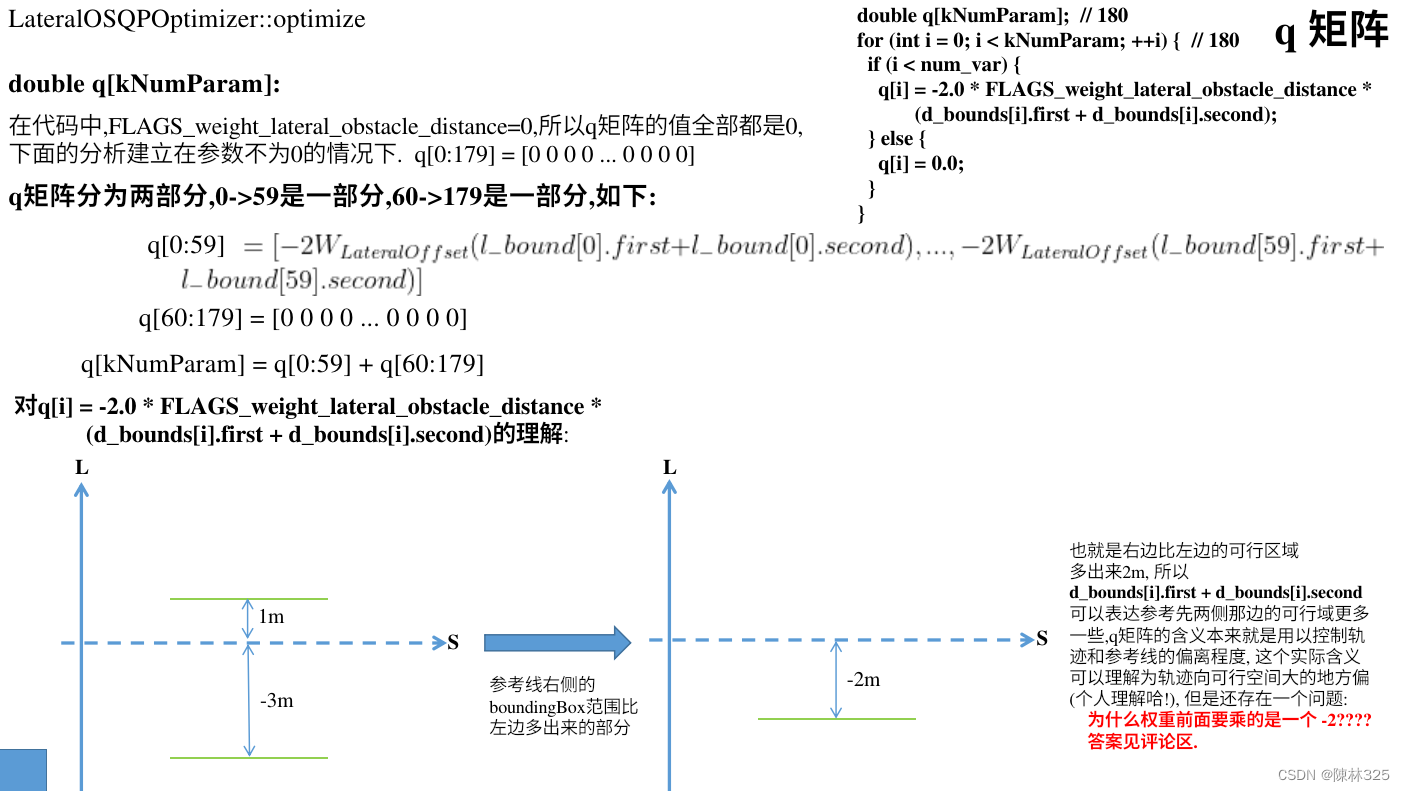 LateralOSQPOptimizer::optimize
double q[kNumParam]:
在代码中,FLAGS_weight_lateral_obstacle_distance=0,所以q矩阵的值全部都是0,
下面的分析建立在参数不为0的情况下. q[0:179] = [0 0 0 0 ... 0 0 0 0]
q矩阵分为两部分,0->59是一部分,60->179是一部分,如下:
double q[kNumParam]; // 180
for (int i = 0; i < kNumParam; ++i) { // 180
if (i < num_var) {
q[i] = -2.0 * FLAGS_weight_lateral_obstacle_distance *
(d_bounds[i].first + d_bounds[i].second);
} else {
q[i] = 0.0;
}
}
q 矩阵
q[0:59] = [−2W_{LateralOffset}(l_bound[0].first+l_bound[0].second), ..., −2W_{LateralOffset}(l_bound[59].first+
l_bound[59].second)]
q[60:179] = [0 0 0 0 ... 0 0 0 0]
q[kNumParam] = q[0:59] + q[60:179]
对q[i] = -2.0 * FLAGS_weight_lateral_obstacle_distance *
(d_bounds[i].first + d_bounds[i].second)的理解:
L
1m
S
-3m
参考线右侧的
boundingBox范围比
左边多出来的部分
L
S
-2m
也就是右边比左边的可行区域
多出来2m, 所以
d_bounds[i].first + d_bounds[i].second
可以表达参考先两侧那边的可行域更多
一些,q矩阵的含义本来就是用以控制轨
迹和参考线的偏离程度, 这个实际含义
可以理解为轨迹向可行空间大的地方偏
(个人理解哈!), 但是还存在一个问题:
为什么权重前面要乘的是一个 -2????
答案见评论区.
CSDN @陳林325